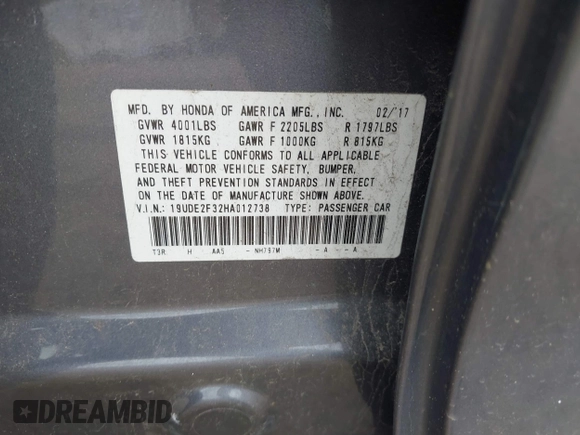 MFD. BY HONDA OF AMERICA MFG., INC. 02/'17
GVWR 4001LBS GAWR F 2205LBS R 1797LBS
GVWR 1815KG GAWR F 1000KG R 815KG
THIS VEHICLE CONFORMS TO ALL APPLICABLE
FEDERAL MOTOR VEHICLE SAFETY, BUMPER,
AND THEFT PREVENTION STANDARDS IN EFFECT
ON THE DATE OF MANUFACTURE SHOWN ABOVE.
V.I.N.: 19UDE2F32HA012738 TYPE: PASSENGER CAR
T3R H AA5 - NH797M - A - A
DREAMBID